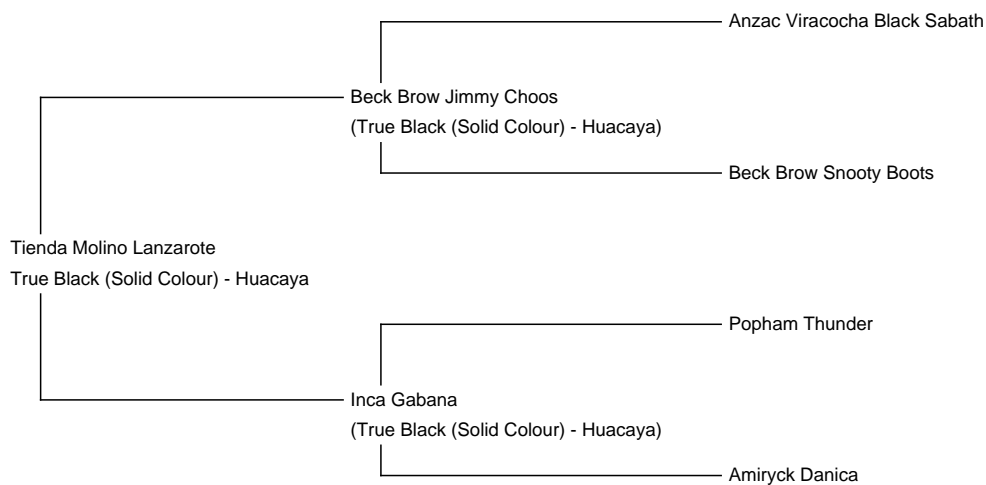 Anzac Viracocha Black Sabath
Beck Brow Jimmy Choos
(True Black (Solid Colour) - Huacaya)
Beck Brow Snooty Boots
Tienda Molino Lanzarote
True Black (Solid Colour) - Huacaya
Popham Thunder
Inca Gabana
(True Black (Solid Colour) - Huacaya)
Amiryck Danica